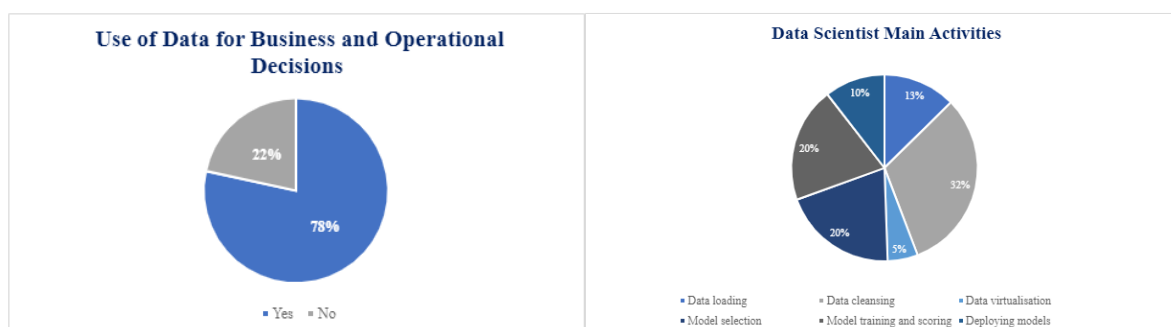 Use of Data for Business and Operational
Decisions
22%
78%
Yes No
Data Scientist Main Activities
10%
13%
20%
32%
20%
5%
Data loading Data cleansing Data virtualisation
Model selection Model training and scoring Deploying models